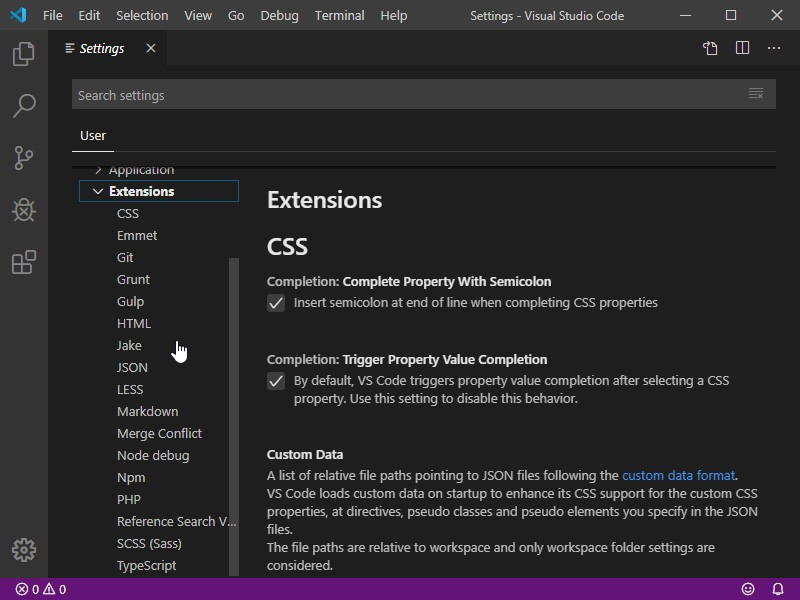 File Edit Selection View Go Debug Terminal Help Settings - Visual Studio Code
Settings
Search settings
User
Application
Extensions
CSS
Emmet
Git
Grunt
Gulp
HTML
Jake
JSON
LESS
Markdown
Merge Conflict
Node debug
Npm
PHP
Reference Search V...
SCSS (Sass)
TypeScript
Extensions
CSS
Completion: Complete Property With Semicolon
Insert semicolon at end of line when completing CSS properties
Completion: Trigger Property Value Completion
By default, VS Code triggers property value completion after selecting a CSS
property. Use this setting to disable this behavior.
Custom Data
A list of relative file paths pointing to JSON files following the custom data format.
VS Code loads custom data on startup to enhance its CSS support for the custom CSS
properties, at directives, pseudo classes and pseudo elements you specify in the JSON
files.
The file paths are relative to workspace and only workspace folder settings are
considered.
0 0